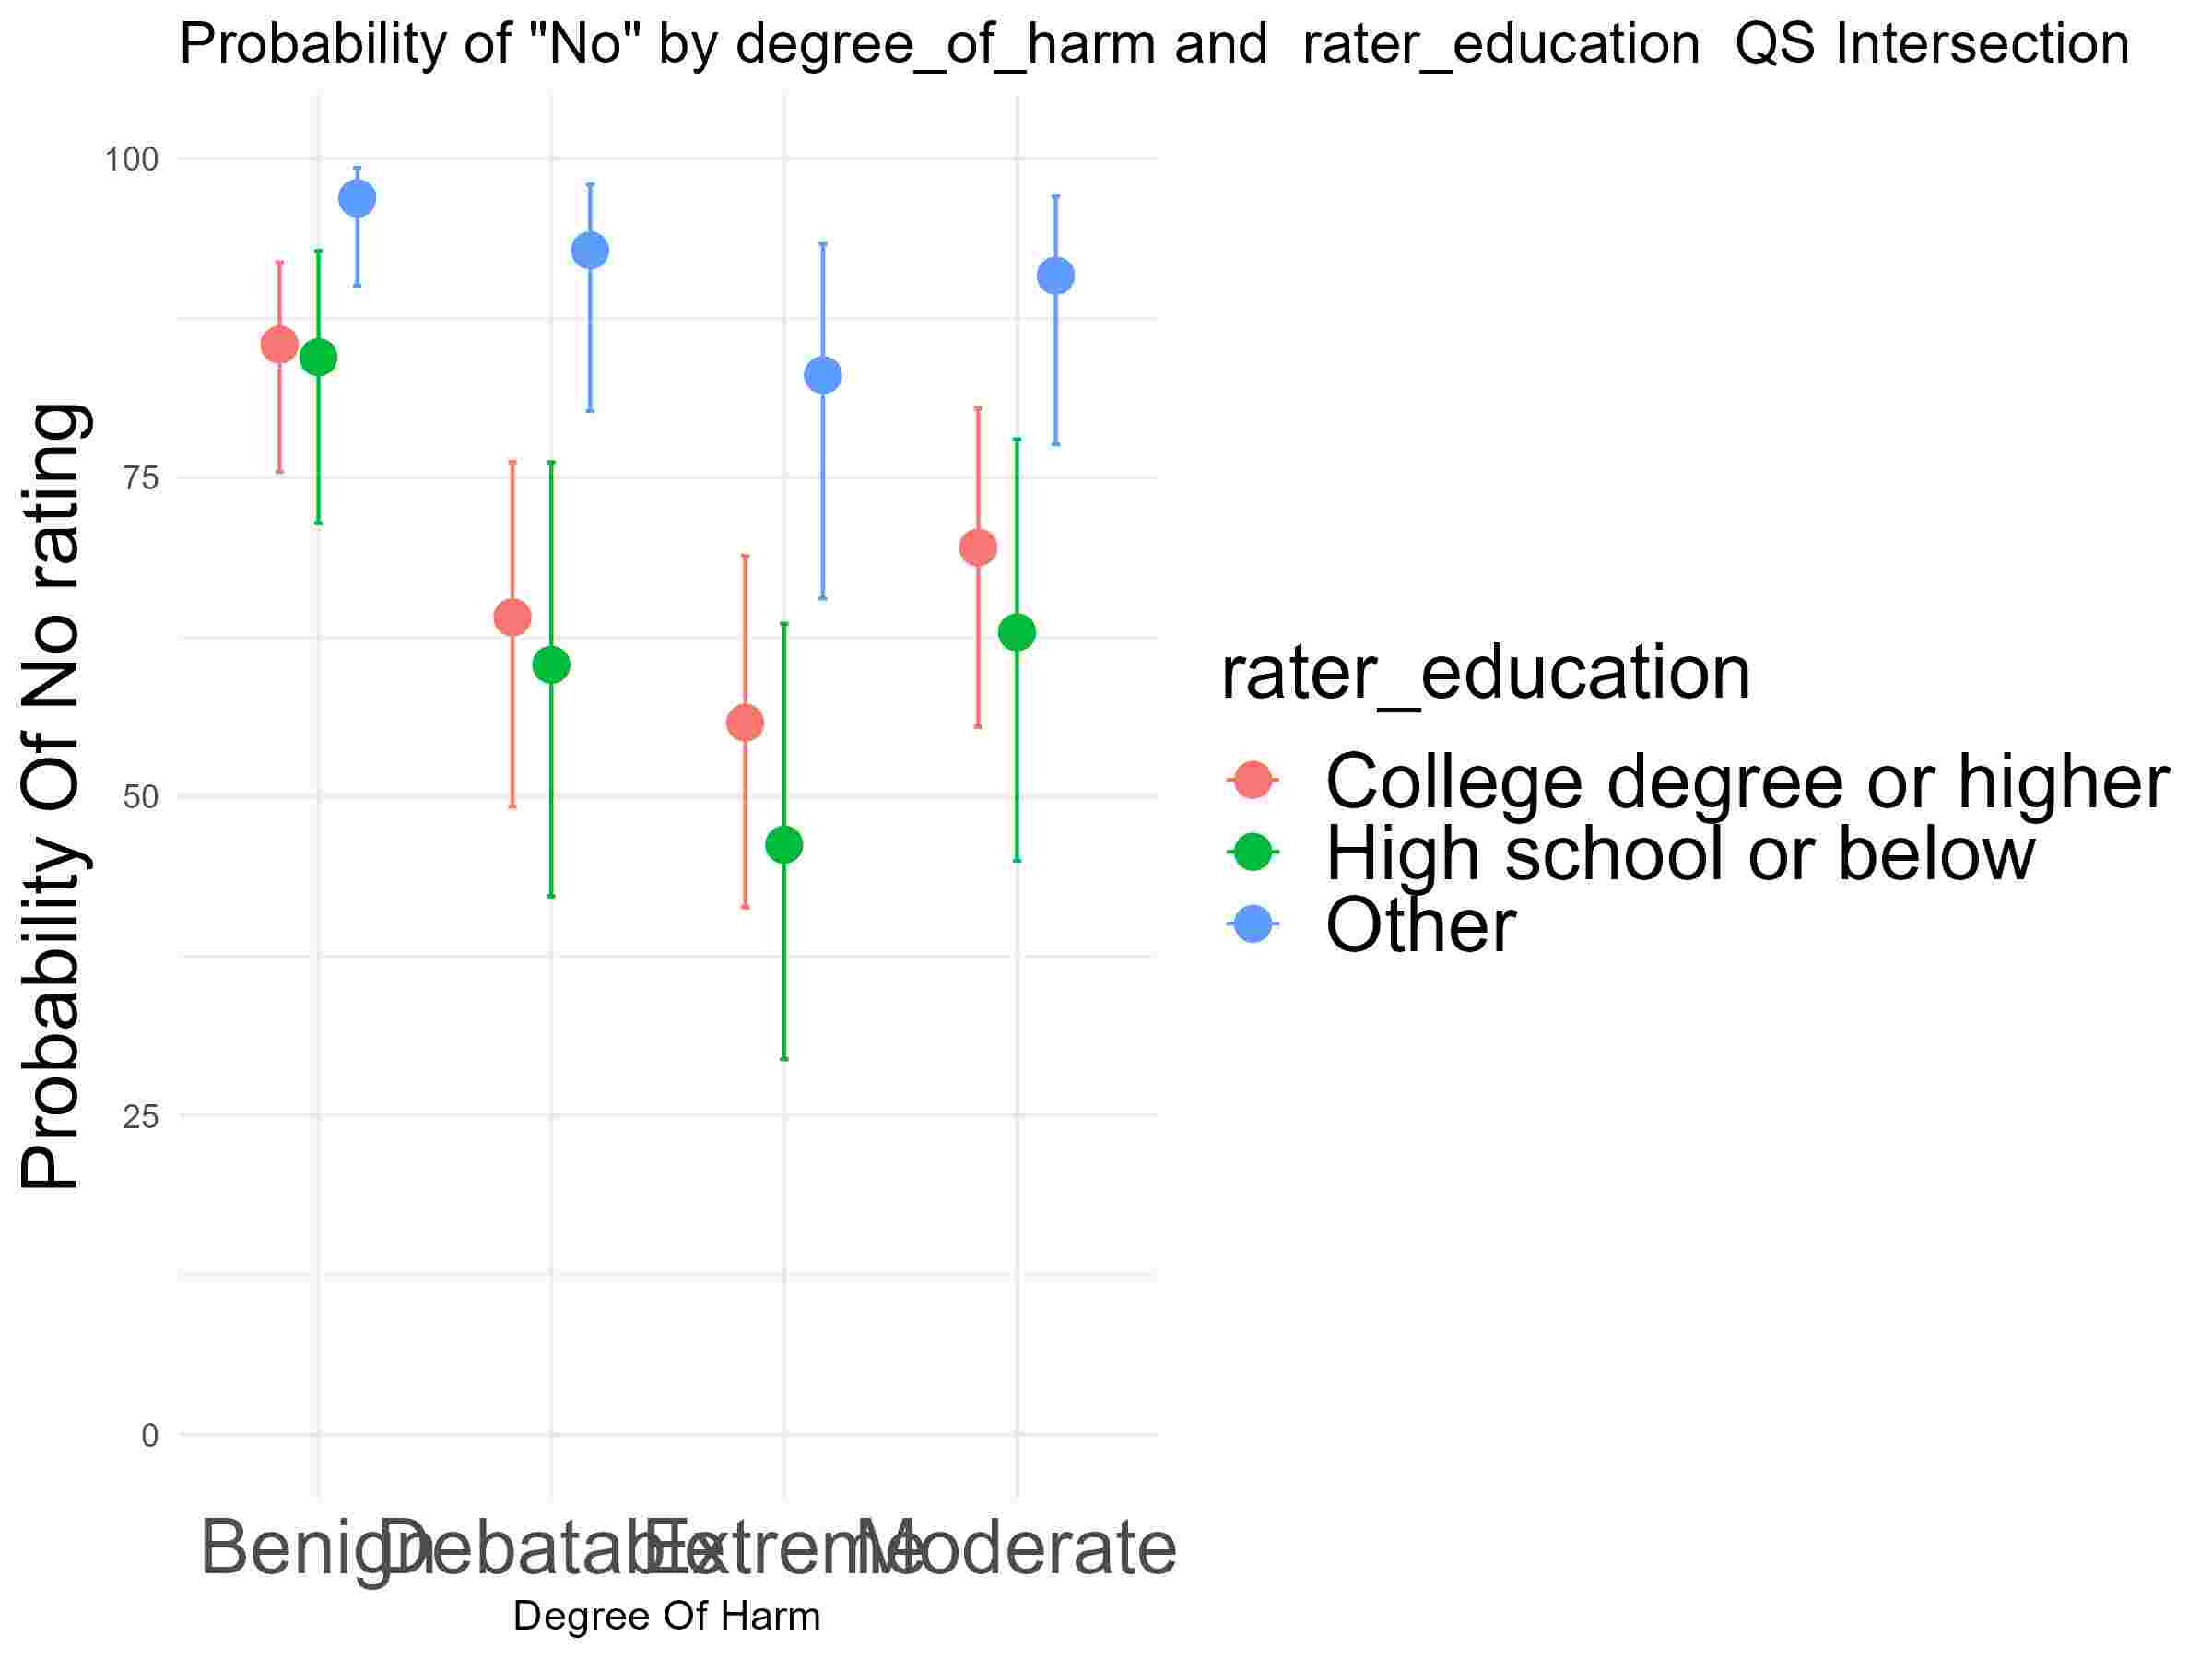 Probability of "No" by degree_of_harm and  rater_education  QS Intersection
Probability Of No rating
100
75
50
25
0
Benign Debatable Extreme Moderate
Degree Of Harm
rater_education
College degree or higher
High school or below
Other